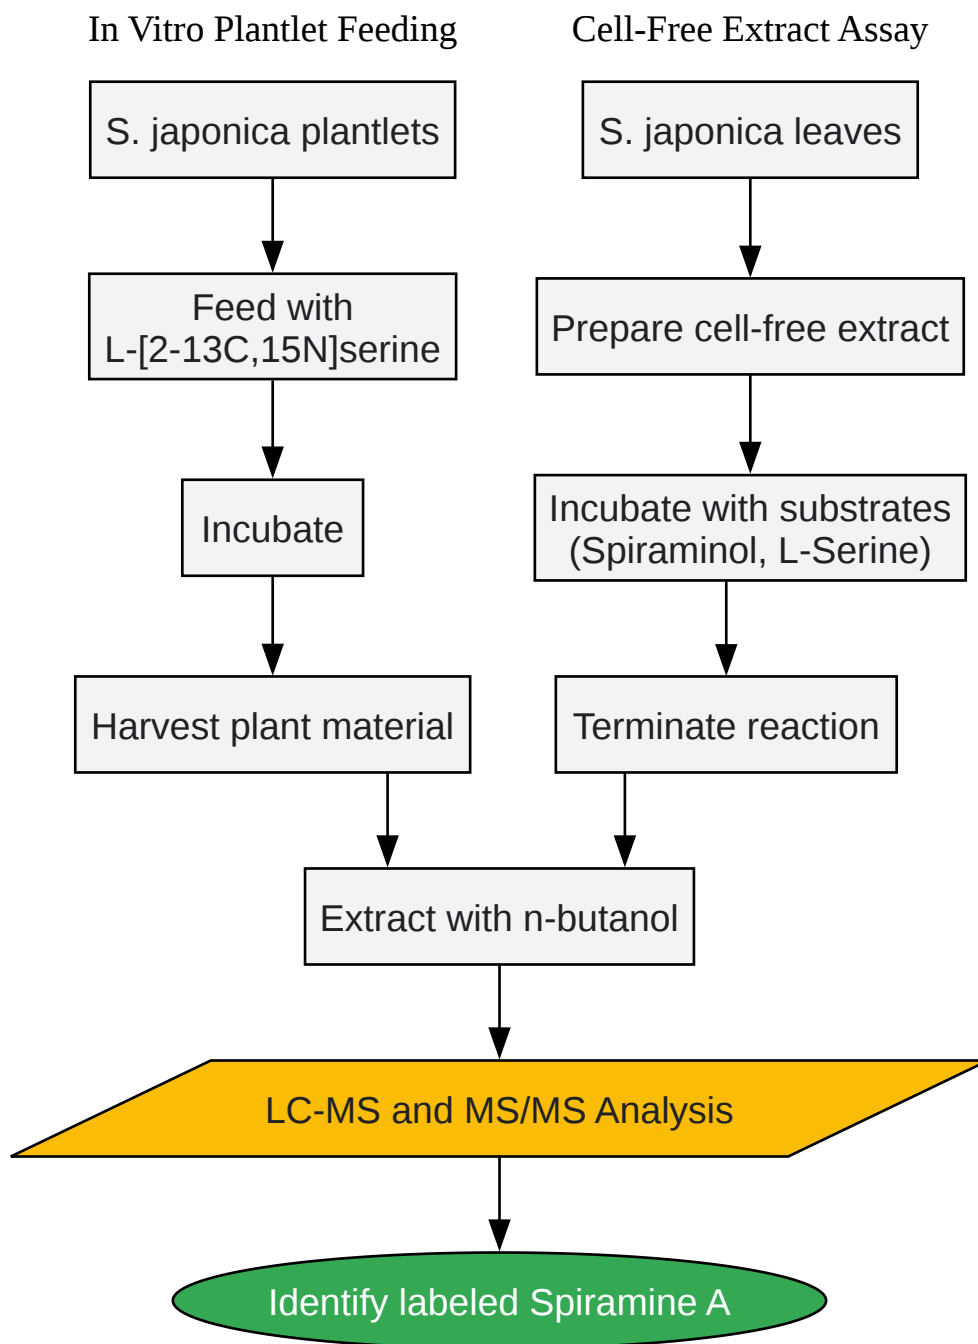 In Vitro Plantlet Feeding
Cell-Free Extract Assay
S. japonica plantlets
S. japonica leaves
Feed with
L-[2-13C,15N]serine
Prepare cell-free extract
Incubate
Incubate with substrates
(Spiraminol, L-Serine)
Harvest plant material
Terminate reaction
Extract with n-butanol
LC-MS and MS/MS Analysis
Identify labeled Spiramine A